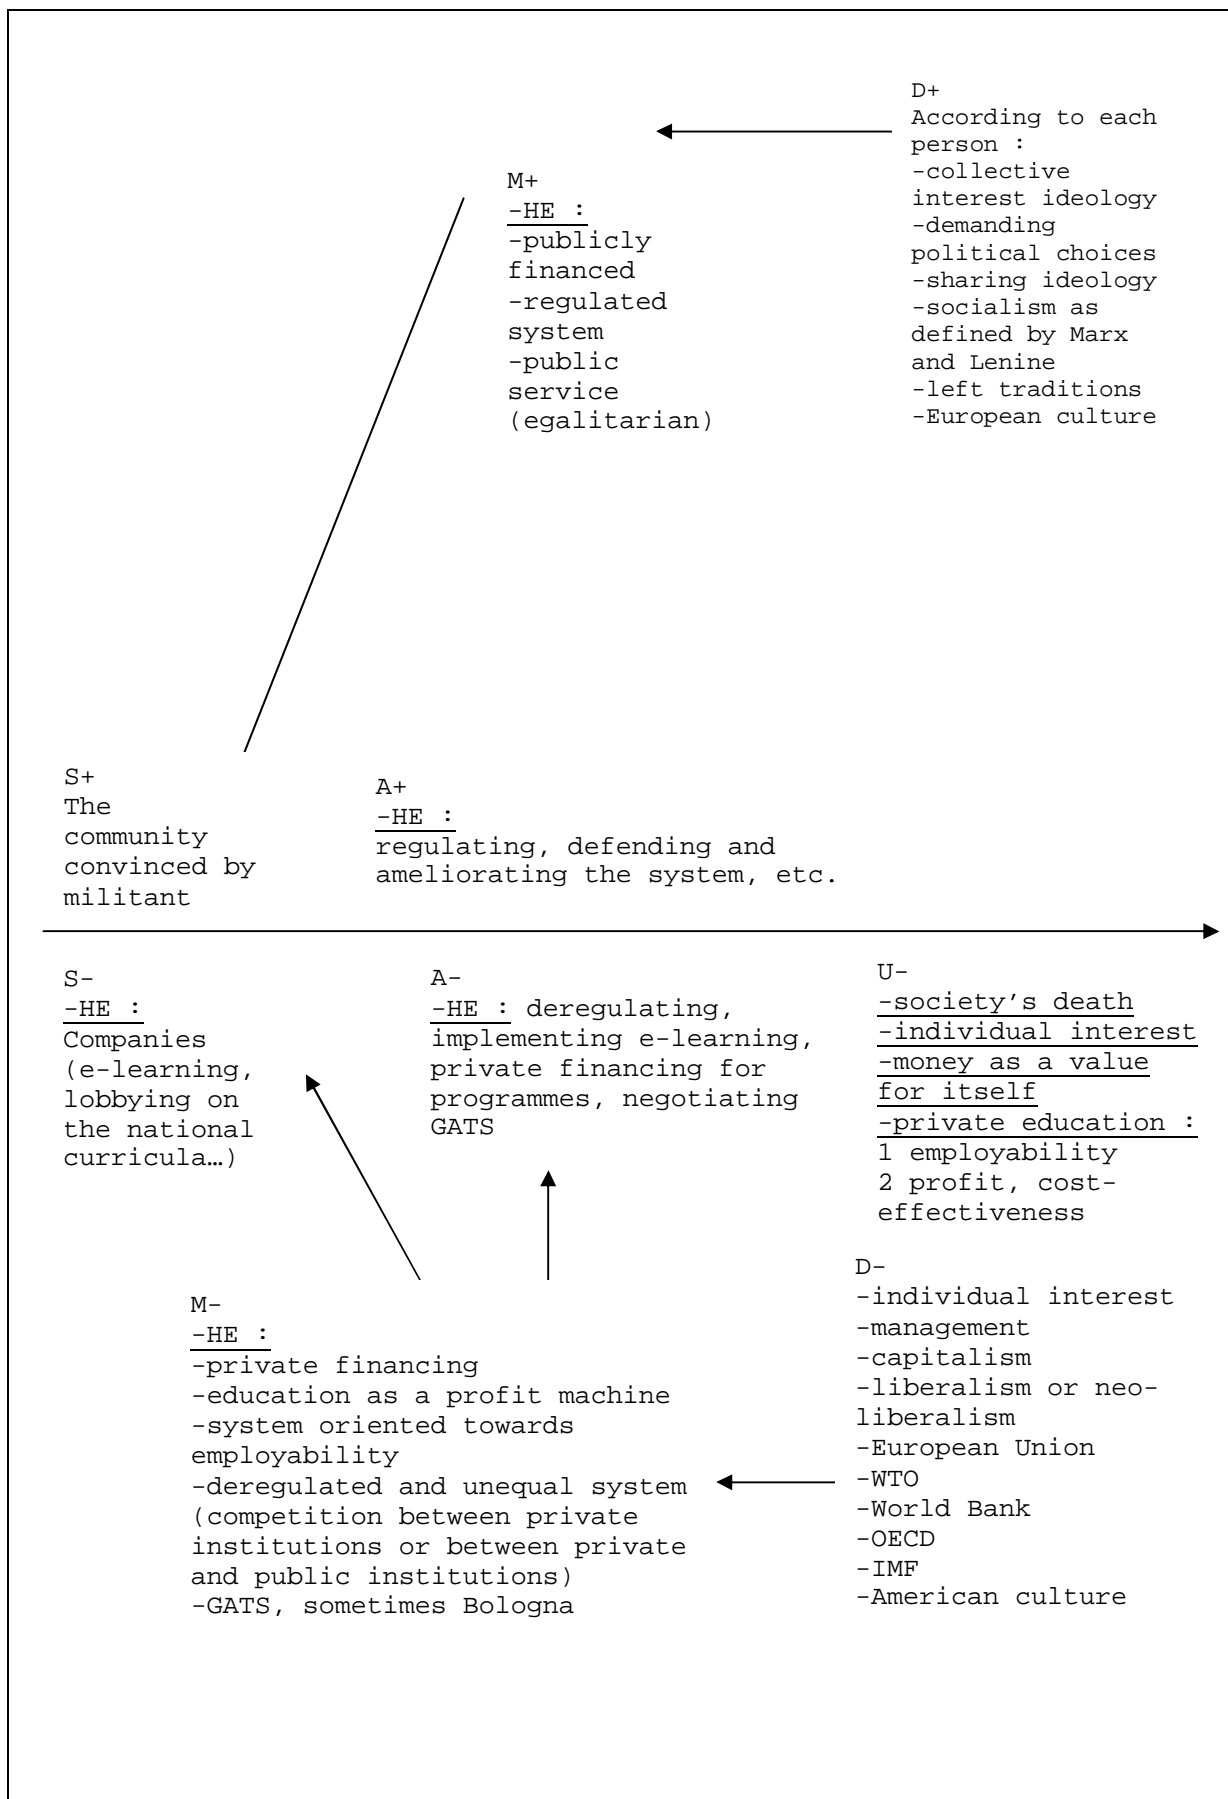 D+
According to each
person :
-collective
interest ideology
-demanding
political choices
-sharing ideology
-socialism as
defined by Marx
and Lenine
-left traditions
-European culture
M+
-HE :
-publicly
financed
-regulated
system
-public
service
(egalitarian)
S+
The
community
convinced by
militant
A+
-HE :
regulating, defending and
ameliorating the system, etc.
S-
-HE :
Companies
(e-learning,
lobbying on
the national
curricula…)
A-
-HE : deregulating,
implementing e-learning,
private financing for
programmes, negotiating
GATS
U-
-society's death
-individual interest
-money as a value
for itself
-private education :
1 employability
2 profit, cost-
effectiveness
M-
-HE :
-private financing
-education as a profit machine
-system oriented towards
employability
-deregulated and unequal system
(competition between private
institutions or between private
and public institutions)
-GATS, sometimes Bologna
D-
-individual interest
-management
-capitalism
-liberalism or neo-
liberalism
-European Union
-WTO
-World Bank
-OECD
-IMF
-American culture